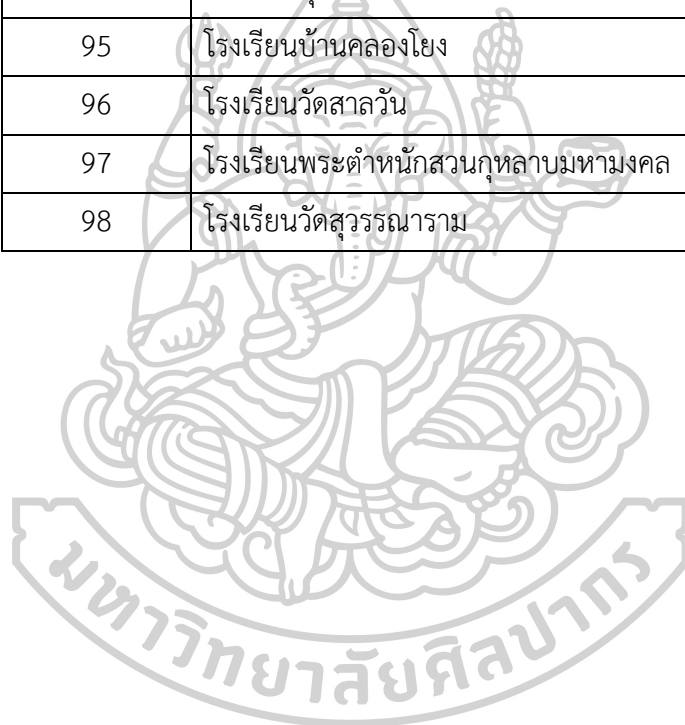 95 โรงเรียนบ้านคลองโยง
96 โรงเรียนวัดสาลวัน
97 โรงเรียนพระตำหนักสวนกุหลาบมหามงคล
98 โรงเรียนวัดสุวรรณาราม
มหาวิทยาลัยศิลปากร